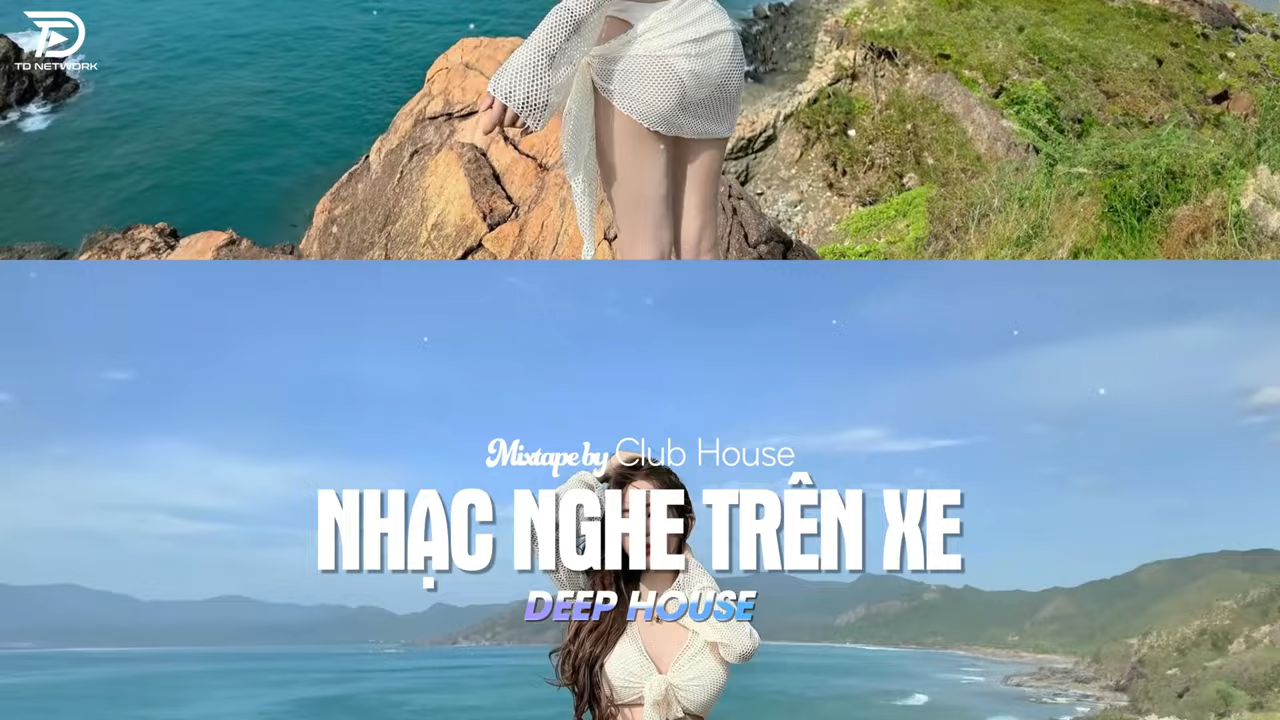 TD NETWORK
Mixtape by Club House
NHẠC NGHE TRÊN XE
DEEP HOUSE